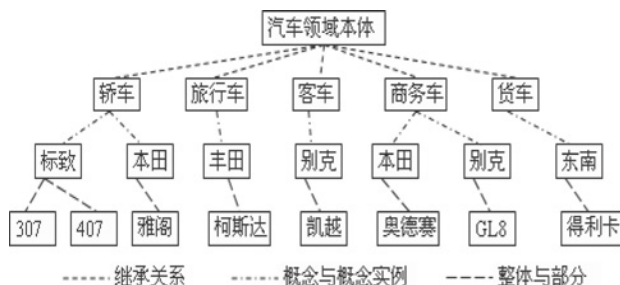 汽车领域本体
轿车 旅行车 客车 商务车 货车
标致 本田 丰田 别克 本田 别克 东南
307 407 雅阁 柯斯达 凯越 奥德赛 GL8 得利卡
继承关系 概念与概念实例 整体与部分